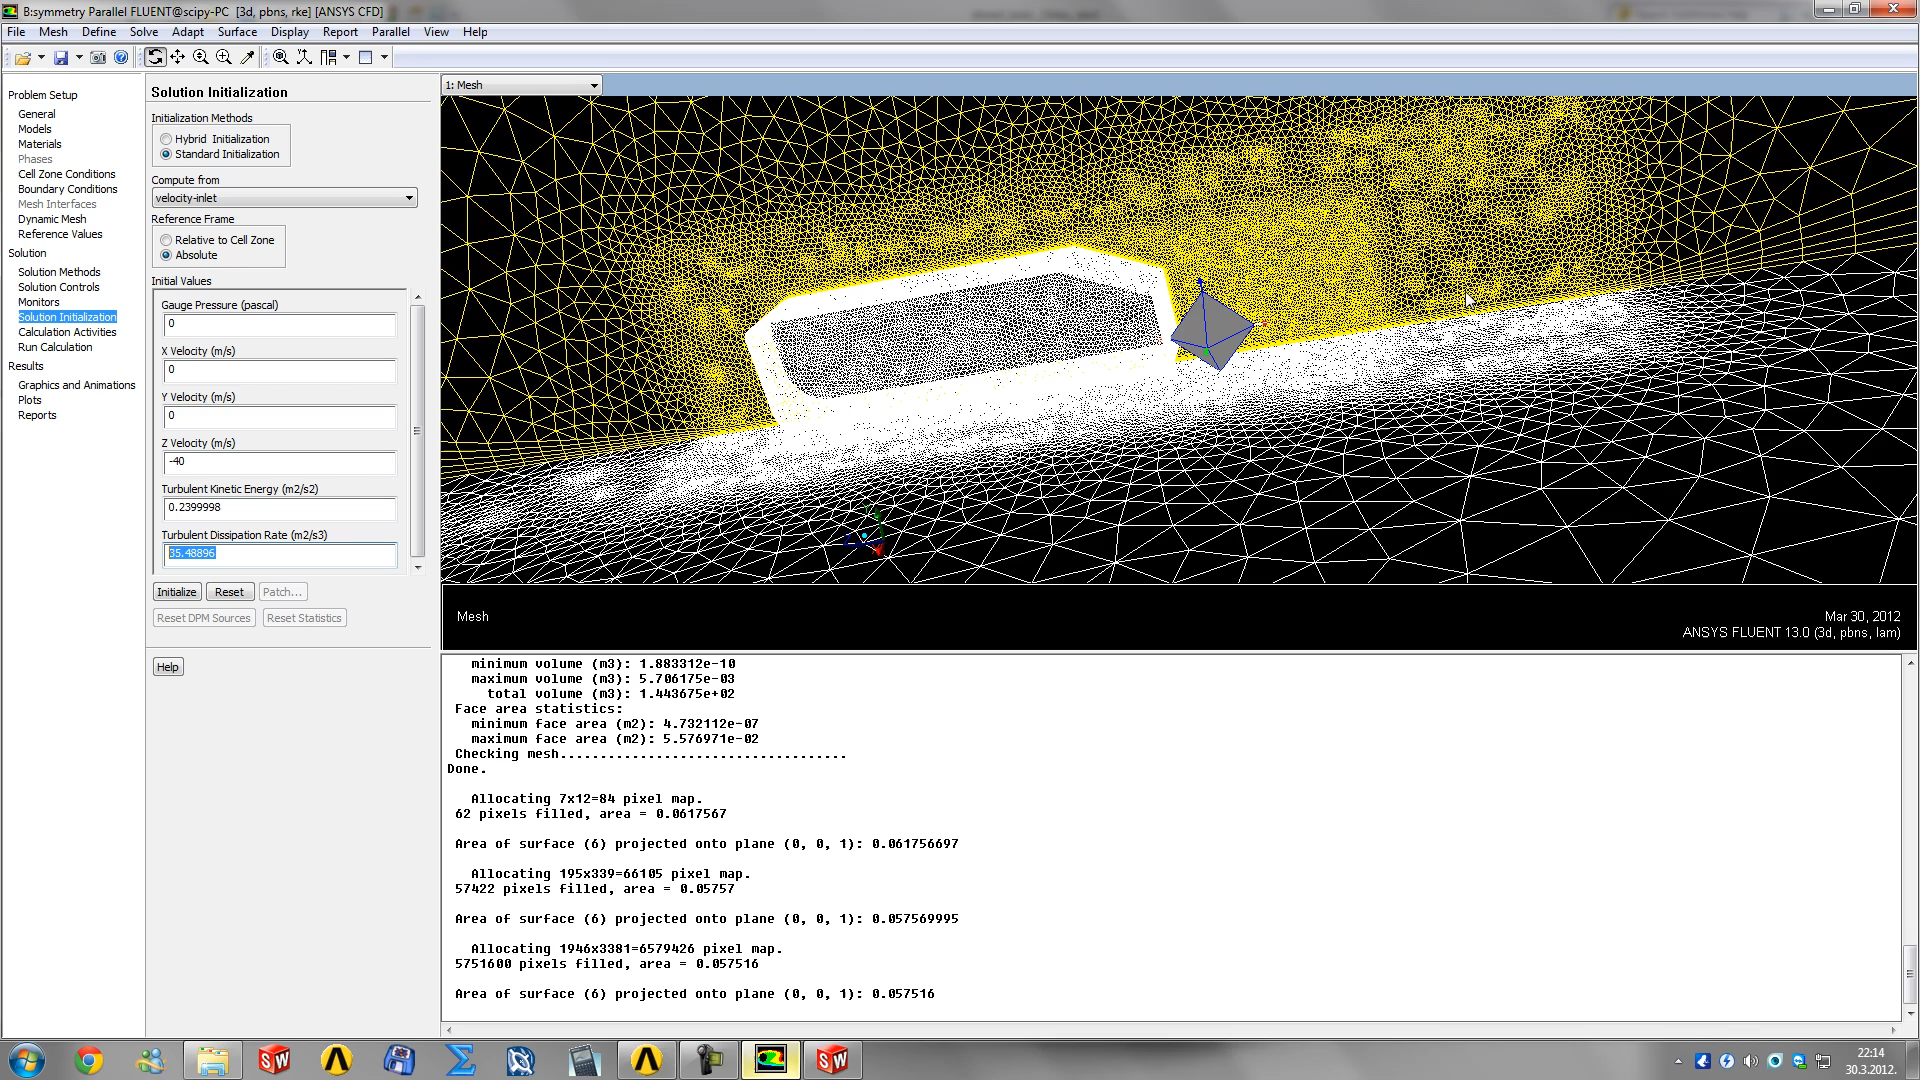 B:symmetry Parallel FLUENT@scipy-PC [3d, pbns, rke] [ANSYS CFD]
File Mesh Define Solve Adapt Surface Display Report Parallel View Help
Problem Setup
General
Models
Materials
Phases
Cell Zone Conditions
Boundary Conditions
Mesh Interfaces
Dynamic Mesh
Reference Values
Solution
Solution Methods
Solution Controls
Monitors
Solution Initialization
Calculation Activities
Run Calculation
Results
Graphics and Animations
Plots
Reports
Solution Initialization
Initialization Methods
Hybrid Initialization
Standard Initialization
Compute from
velocity-inlet
Reference Frame
Relative to Cell Zone
Absolute
Initial Values
Gauge Pressure (pascal)
0
X Velocity (m/s)
0
Y Velocity (m/s)
0
Z Velocity (m/s)
-40
Turbulent Kinetic Energy (m2/s2)
0.2399998
Turbulent Dissipation Rate (m2/s3)
35.48896
Initialize Reset Patch...
Reset DPM Sources Reset Statistics
Help
1: Mesh
Mesh
Mar 30, 2012
ANSYS FLUENT 13.0 (3d, pbns, lam)
minimum volume (m3): 1.883312e-10
maximum volume (m3): 5.706175e-03
total volume (m3): 1.443675e+02
Face area statistics:
minimum face area (m2): 4.732112e-07
maximum face area (m2): 5.576971e-02
Checking mesh....................................
Done.
Allocating 7x12=84 pixel map.
62 pixels filled, area = 0.0617567
Area of surface (6) projected onto plane (0, 0, 1): 0.061756697
Allocating 195x339=66105 pixel map.
57422 pixels filled, area = 0.05757
Area of surface (6) projected onto plane (0, 0, 1): 0.057569995
Allocating 1946x3381=6579426 pixel map.
5751600 pixels filled, area = 0.057516
Area of surface (6) projected onto plane (0, 0, 1): 0.057516
SW
SW
22:14
30.3.2012.